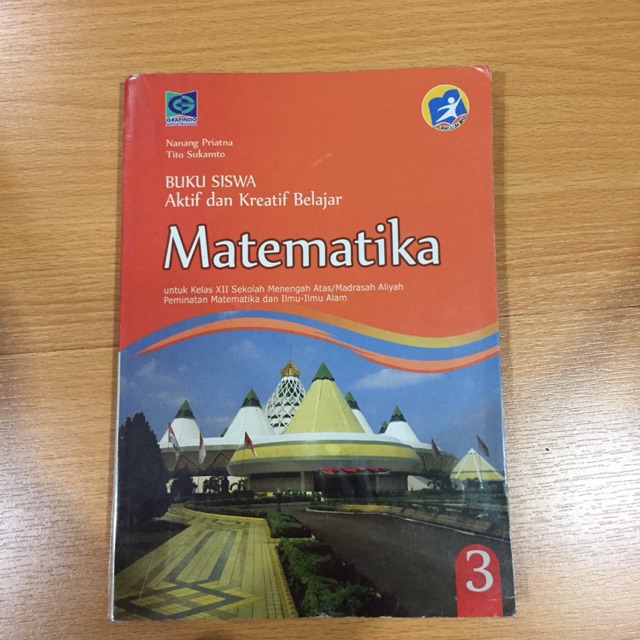 GRAFINDO
Nanang Priatna
Tito Sukamto
BUKU SISWA
Aktif dan Kreatif Belajar
Matematika
untuk Kelas XII Sekolah Menengah Atas/Madrasah Aliyah
Peminatan Matematika dan Ilmu-Ilmu Alam
3